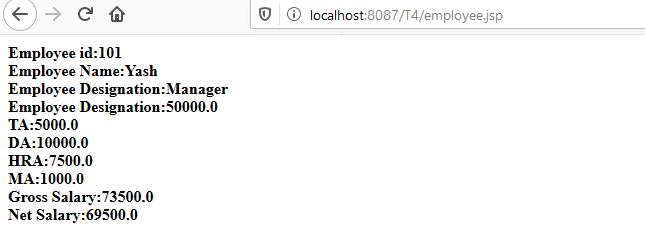 localhost:8087/T4/employee.jsp
Employee id:101
Employee Name:Yash
Employee Designation:Manager
Employee Designation:50000.0
TA:5000.0
DA:10000.0
HRA:7500.0
MA:1000.0
Gross Salary:73500.0
Net Salary:69500.0